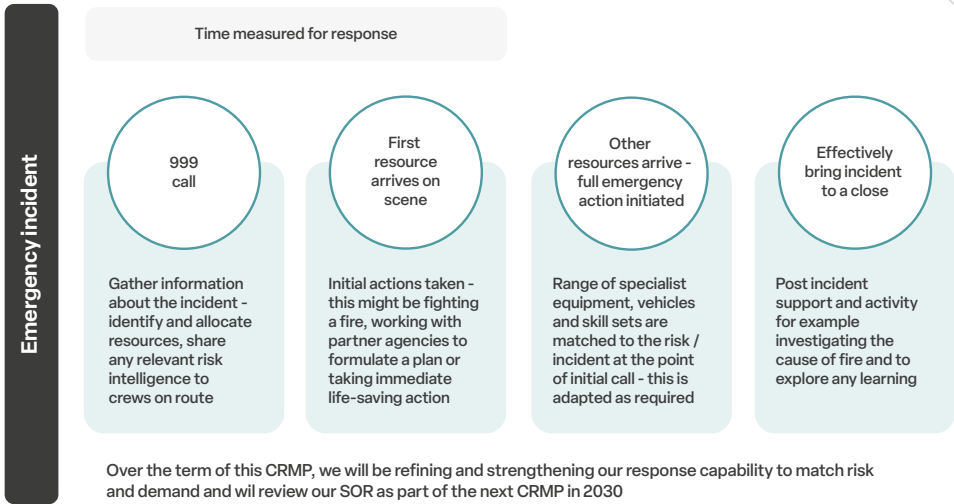 Emergency incident
Time measured for response
999
call
First
resource
arrives on
scene
Other
resources arrive -
full emergency
action initiated
Effectively
bring incident
to a close
Gather information
about the incident -
identify and allocate
resources, share
any relevant risk
intelligence to
crews on route
Initial actions taken -
this might be fighting
a fire, working with
partner agencies to
formulate a plan or
taking immediate
life-saving action
Range of specialist
equipment, vehicles
and skill sets are
matched to the risk /
incident at the point
of initial call - this is
adapted as required
Post incident
support and activity
for example
investigating the
cause of fire and to
explore any learning
Over the term of this CRMP, we will be refining and strengthening our response capability to match risk
and demand and wil review our SOR as part of the next CRMP in 2030